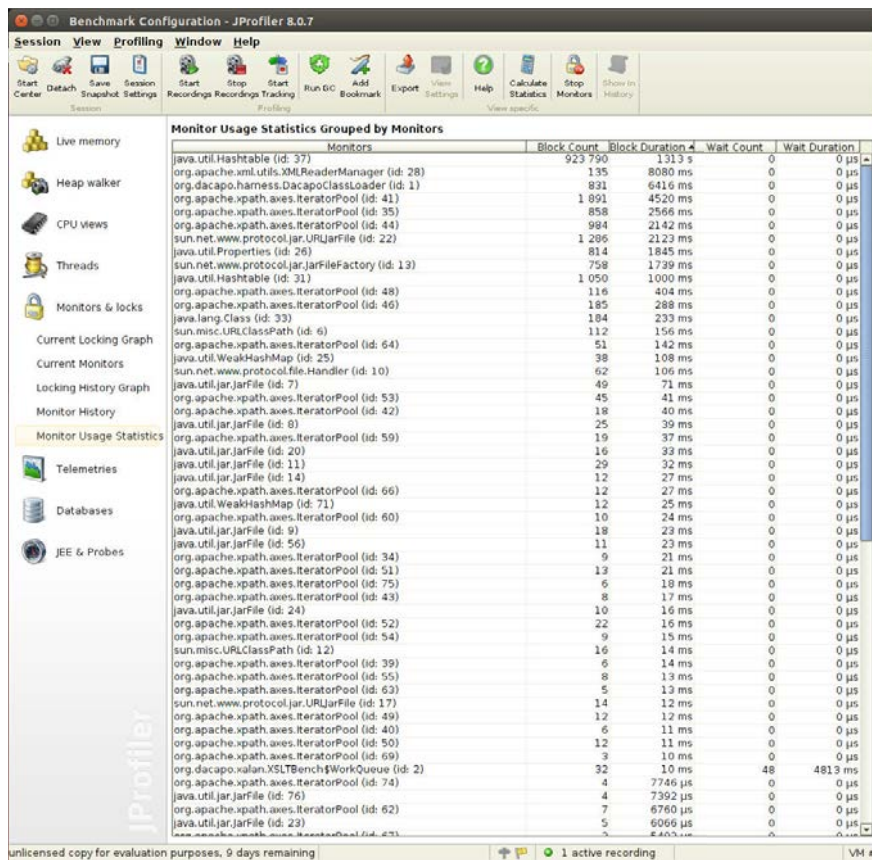 Benchmark Configuration - JProfiler 8.0.7
Session View Profiling Window Help
Start Center Detach Save Snapshot Session Settings Start Recordings Stop Recordings Start Tracking Run GC Add Bookmark Export View Settings Help Calculate Statistics Stop Monitors Show in History
Session Profiling View specific
Live memory
Heap walker
CPU views
Threads
Monitors & locks
Current Locking Graph
Current Monitors
Locking History Graph
Monitor History
Monitor Usage Statistics
Telemetries
Databases
JEE & Probes
JProfiler
Monitor Usage Statistics Grouped by Monitors
Monitors Block Count Block Duration Wait Count Wait Duration
java.util.Hashtable (id: 37) 923 790 1313 s 0 0 µs
org.apache.xml.utils.XMLReaderManager (id: 28) 135 8080 ms 0 0 µs
org.dacapo.harness.DacapoClassLoader (id: 1) 831 6416 ms 0 0 µs
org.apache.xpath.axes.IteratorPool (id: 41) 1 891 4520 ms 0 0 µs
org.apache.xpath.axes.IteratorPool (id: 35) 858 2566 ms 0 0 µs
org.apache.xpath.axes.IteratorPool (id: 44) 984 2142 ms 0 0 µs
sun.net.www.protocol.jar.URLJarFile (id: 22) 1 286 2123 ms 0 0 µs
java.util.Properties (id: 26) 814 1845 ms 0 0 µs
sun.net.www.protocol.jar.JarFileFactory (id: 13) 758 1739 ms 0 0 µs
java.util.Hashtable (id: 31) 1 050 1000 ms 0 0 µs
org.apache.xpath.axes.IteratorPool (id: 48) 116 404 ms 0 0 µs
org.apache.xpath.axes.IteratorPool (id: 46) 185 288 ms 0 0 µs
java.lang.Class (id: 33) 184 233 ms 0 0 µs
sun.misc.URLClassPath (id: 6) 112 156 ms 0 0 µs
org.apache.xpath.axes.IteratorPool (id: 64) 51 142 ms 0 0 µs
java.util.WeakHashMap (id: 25) 38 108 ms 0 0 µs
sun.net.www.protocol.file.Handler (id: 10) 62 106 ms 0 0 µs
java.util.jar.JarFile (id: 7) 49 71 ms 0 0 µs
org.apache.xpath.axes.IteratorPool (id: 53) 45 41 ms 0 0 µs
org.apache.xpath.axes.IteratorPool (id: 42) 18 40 ms 0 0 µs
java.util.jar.JarFile (id: 8) 25 39 ms 0 0 µs
org.apache.xpath.axes.IteratorPool (id: 59) 19 37 ms 0 0 µs
java.util.jar.JarFile (id: 20) 16 33 ms 0 0 µs
java.util.jar.JarFile (id: 11) 29 32 ms 0 0 µs
java.util.jar.JarFile (id: 14) 12 27 ms 0 0 µs
org.apache.xpath.axes.IteratorPool (id: 66) 12 27 ms 0 0 µs
java.util.WeakHashMap (id: 71) 12 25 ms 0 0 µs
org.apache.xpath.axes.IteratorPool (id: 60) 10 24 ms 0 0 µs
java.util.jar.JarFile (id: 9) 18 23 ms 0 0 µs
java.util.jar.JarFile (id: 56) 11 23 ms 0 0 µs
org.apache.xpath.axes.IteratorPool (id: 34) 9 21 ms 0 0 µs
org.apache.xpath.axes.IteratorPool (id: 51) 13 21 ms 0 0 µs
org.apache.xpath.axes.IteratorPool (id: 75) 6 18 ms 0 0 µs
org.apache.xpath.axes.IteratorPool (id: 43) 8 17 ms 0 0 µs
java.util.jar.JarFile (id: 24) 10 16 ms 0 0 µs
org.apache.xpath.axes.IteratorPool (id: 52) 22 16 ms 0 0 µs
org.apache.xpath.axes.IteratorPool (id: 54) 9 15 ms 0 0 µs
sun.misc.URLClassPath (id: 12) 16 14 ms 0 0 µs
org.apache.xpath.axes.IteratorPool (id: 39) 6 14 ms 0 0 µs
org.apache.xpath.axes.IteratorPool (id: 55) 8 13 ms 0 0 µs
org.apache.xpath.axes.IteratorPool (id: 63) 5 13 ms 0 0 µs
sun.net.www.protocol.jar.URLJarFile (id: 17) 14 12 ms 0 0 µs
org.apache.xpath.axes.IteratorPool (id: 49) 12 12 ms 0 0 µs
org.apache.xpath.axes.IteratorPool (id: 40) 6 11 ms 0 0 µs
org.apache.xpath.axes.IteratorPool (id: 50) 12 11 ms 0 0 µs
org.apache.xpath.axes.IteratorPool (id: 69) 3 10 ms 0 0 µs
org.dacapo.xalan.XSLTBench$WorkQueue (id: 2) 32 10 ms 48 4813 ms
org.apache.xpath.axes.IteratorPool (id: 74) 4 7746 µs 0 0 µs
java.util.jar.JarFile (id: 76) 4 7392 µs 0 0 µs
org.apache.xpath.axes.IteratorPool (id: 62) 7 6760 µs 0 0 µs
java.util.jar.JarFile (id: 23) 5 6066 µs 0 0 µs
unlicensed copy for evaluation purposes, 9 days remaining 1 active recording VM